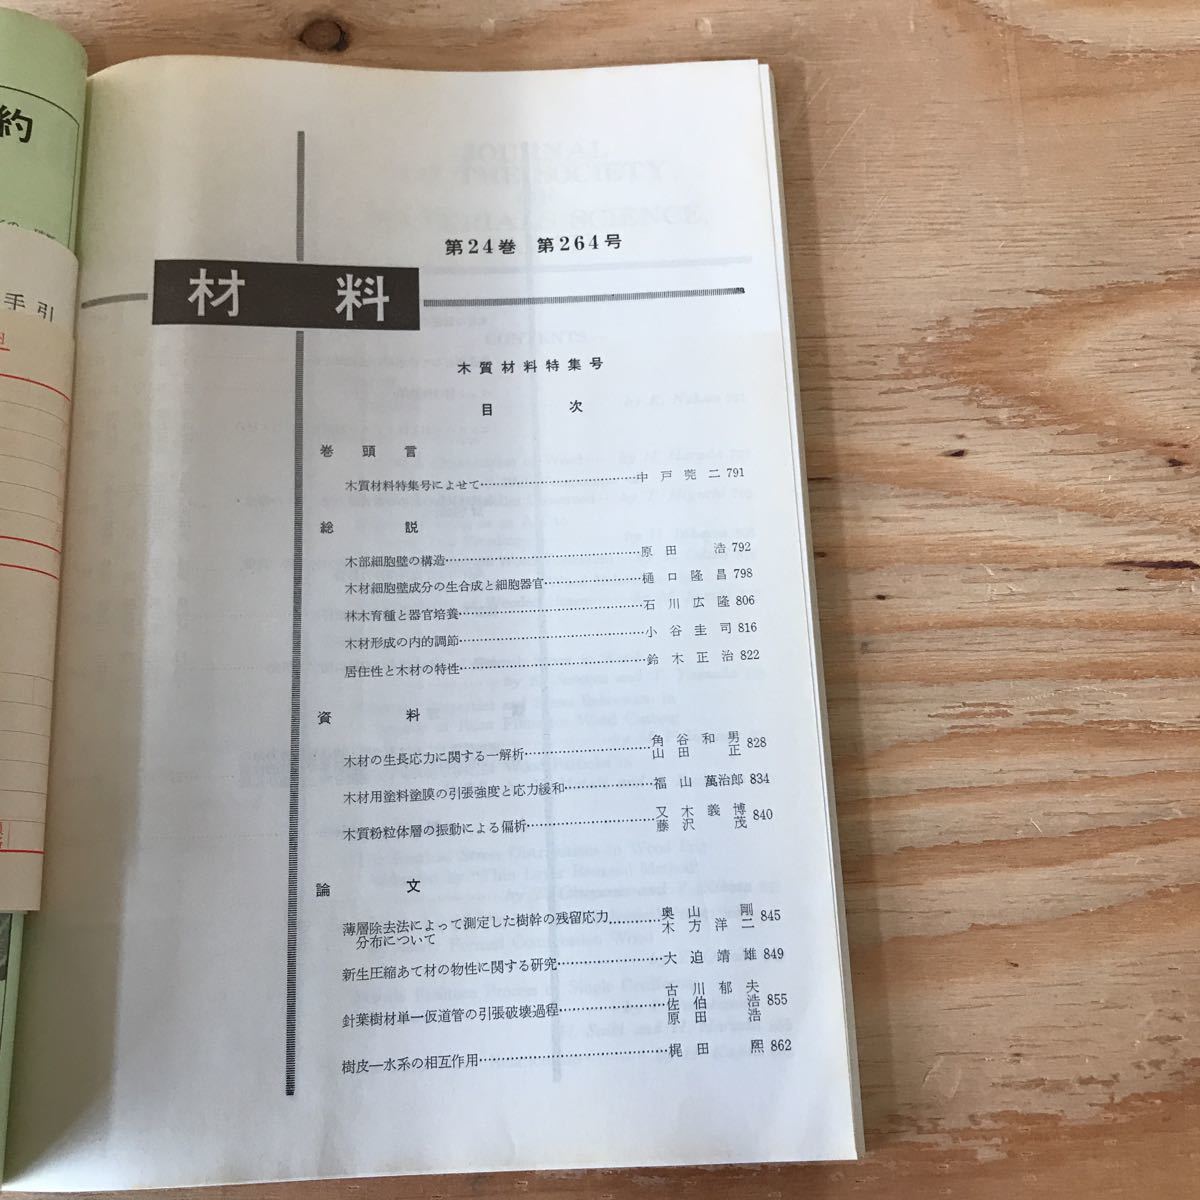 約
手引
第24巻 第264号
材 料
木質材料特集号
目 次
巻頭言
木質材料特集号によせて……………………………中戸莞二 791
総説
木部細胞壁の構造……………………………原田浩 792
木材細胞壁成分の生合成と細胞器官……………………………樋口隆昌 798
林木育種と器官培養……………………………石川広隆 806
木材形成の内的調節……………………………小谷圭司 816
居住性と木材の特性……………………………鈴木正治 822
資料
木材の生長応力に関する一解析……………………………角谷和男 山田正 828
木材用塗料塗膜の引張強度と応力緩和……………………………福山萬治郎 834
木質粉粒体層の振動による偏析……………………………又木義博 藤沢茂 840
論文
薄層除去法によって測定した樹幹の残留応力…………奥山剛 木方洋二 845
分布について
新生圧縮あて材の物性に関する研究……………………………大迫靖雄 849
針葉樹材単一仮道管の引張破壊過程……………………………古川郁夫 佐伯浩 原田浩 855
樹皮―水系の相互作用……………………………梶田熙 862